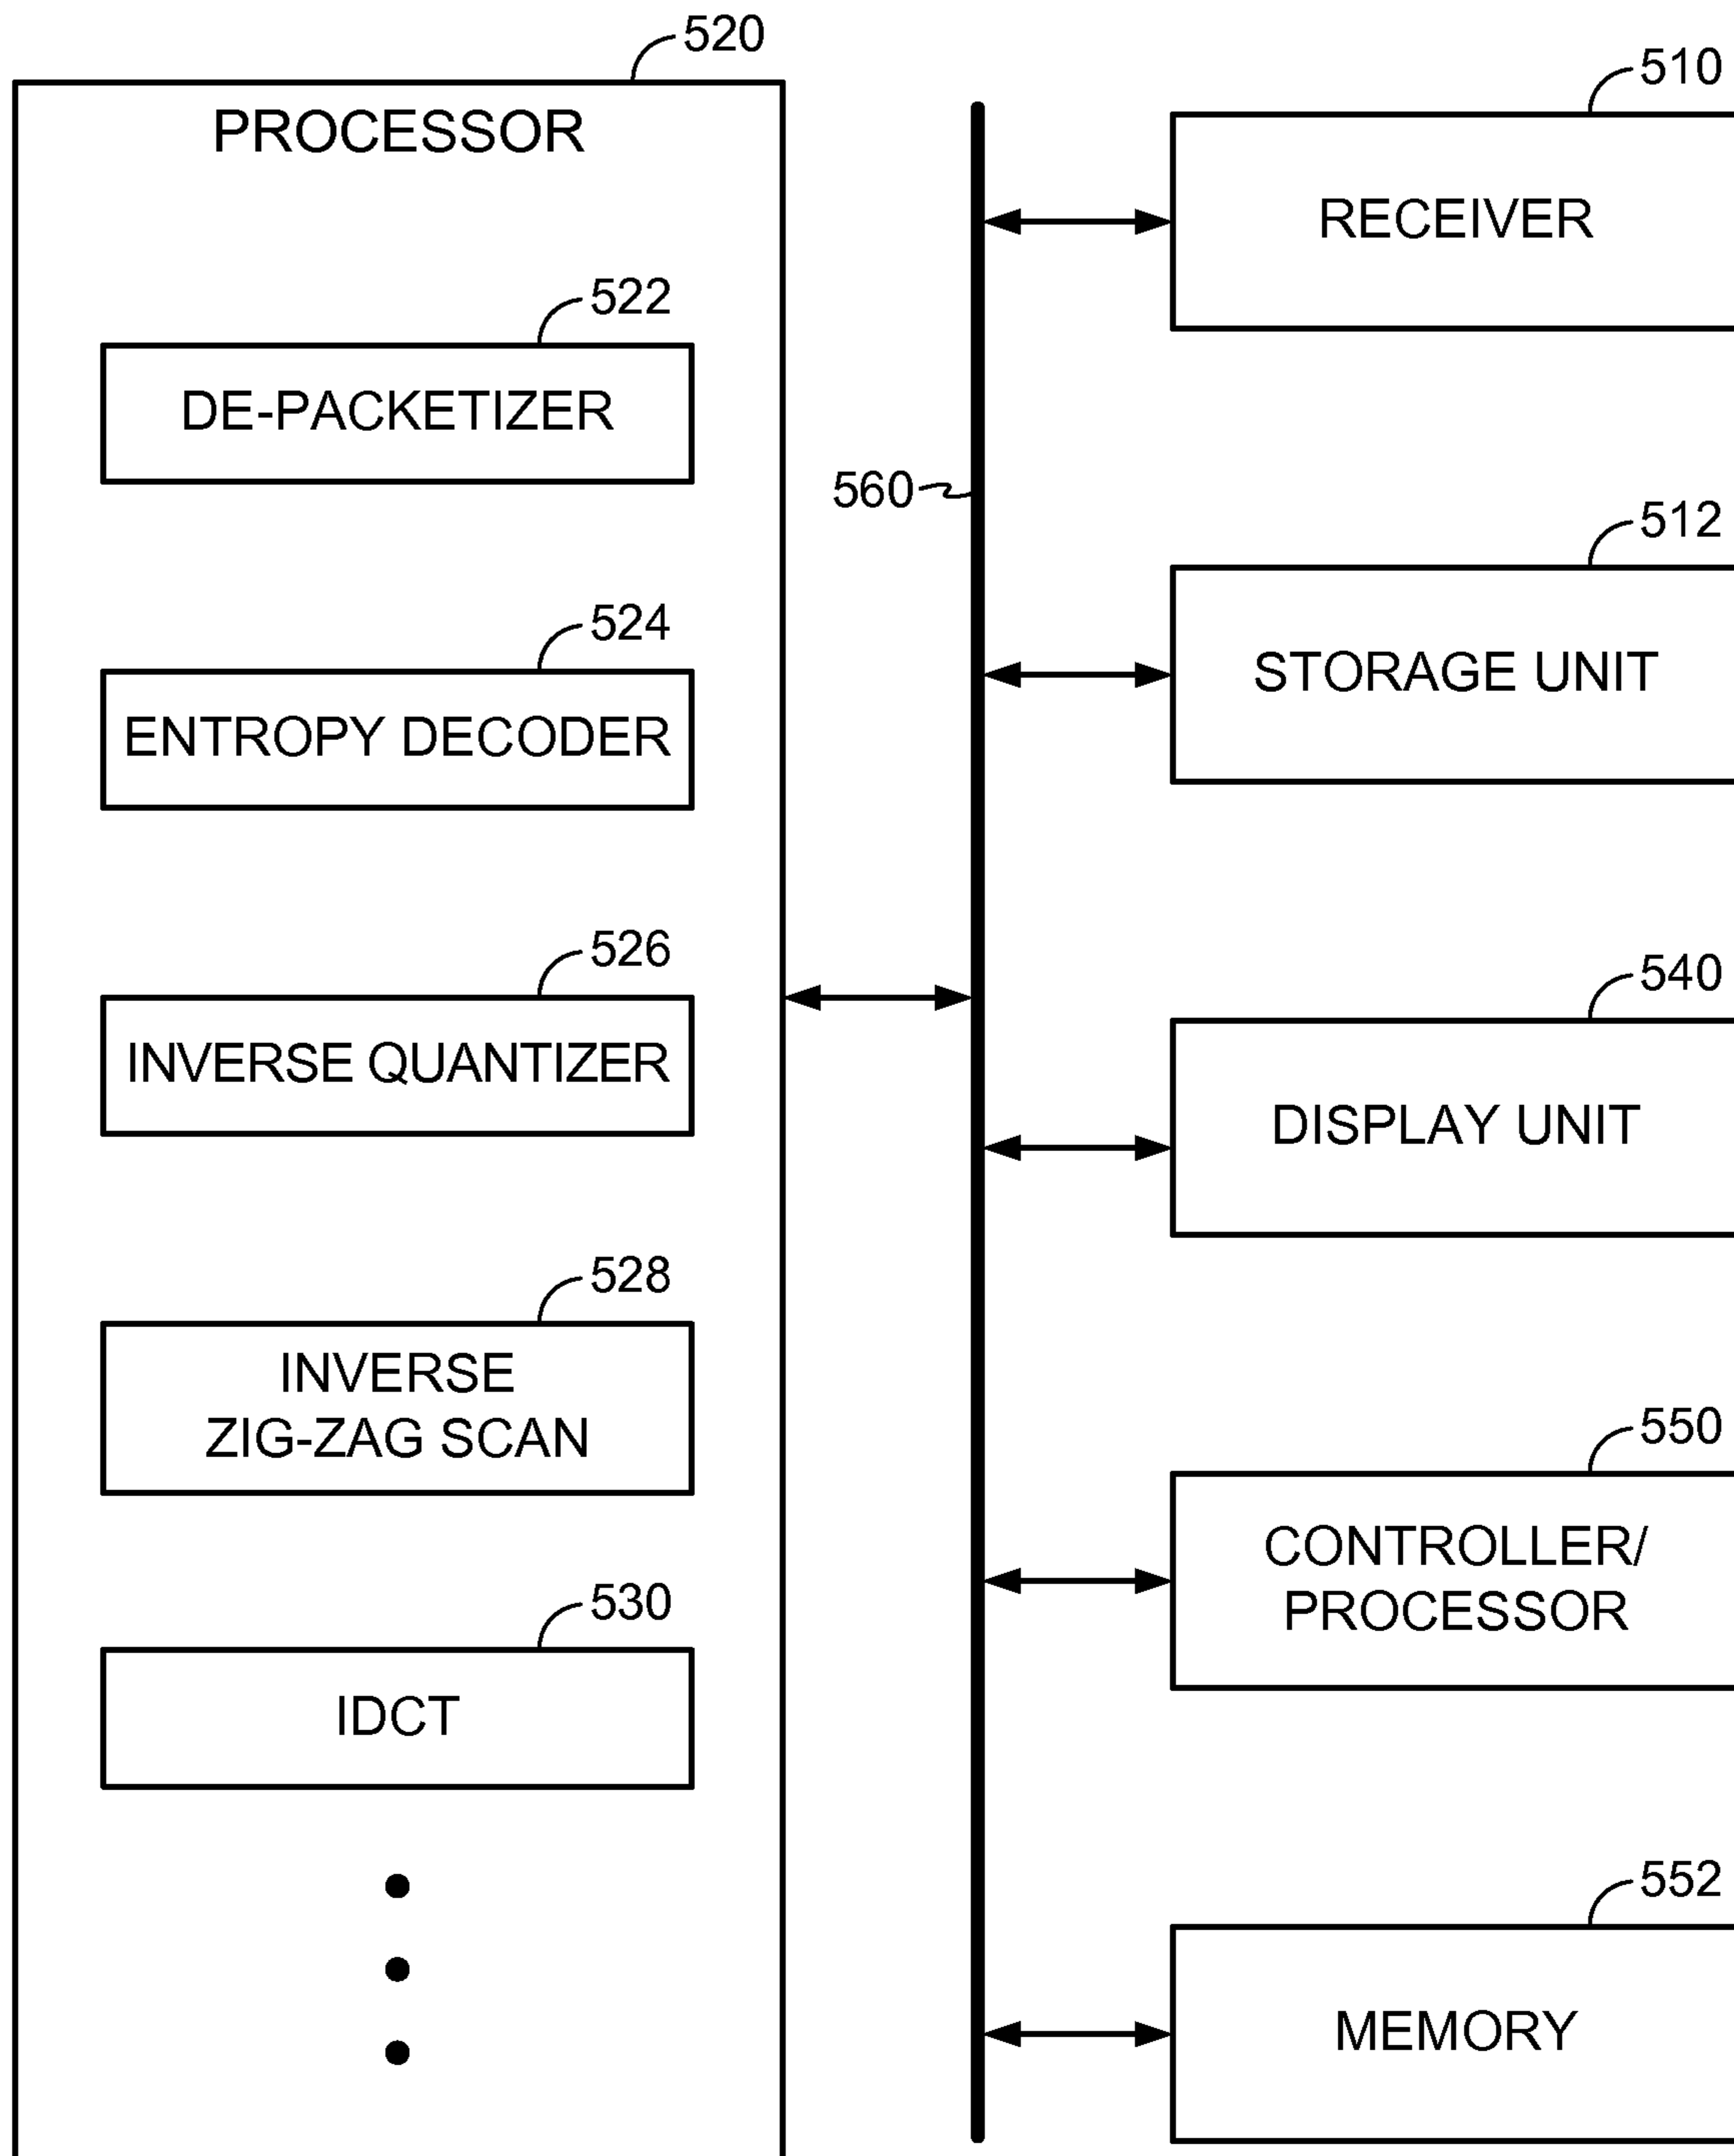 520
PROCESSOR
522
DE-PACKETIZER
524
ENTROPY DECODER
526
INVERSE QUANTIZER
528
INVERSE
ZIG-ZAG SCAN
530
IDCT
560
510
RECEIVER
512
STORAGE UNIT
540
DISPLAY UNIT
550
CONTROLLER/
PROCESSOR
552
MEMORY